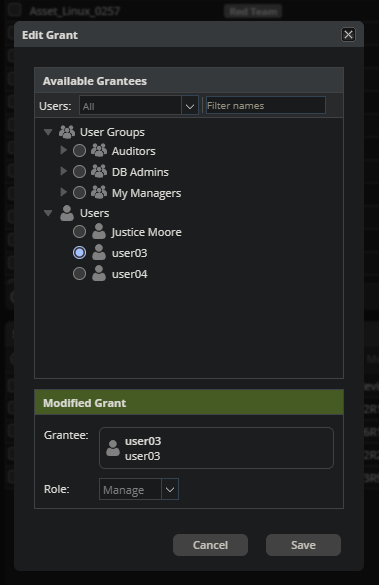 Asset_Linux_0257 Red Team
Edit Grant
Available Grantees
Users: All Filter names
User Groups
Auditors
DB Admins
My Managers
Users
Justice Moore
user03
user04
Modified Grant
Grantee: user03
user03
Role: Manage
Cancel Save